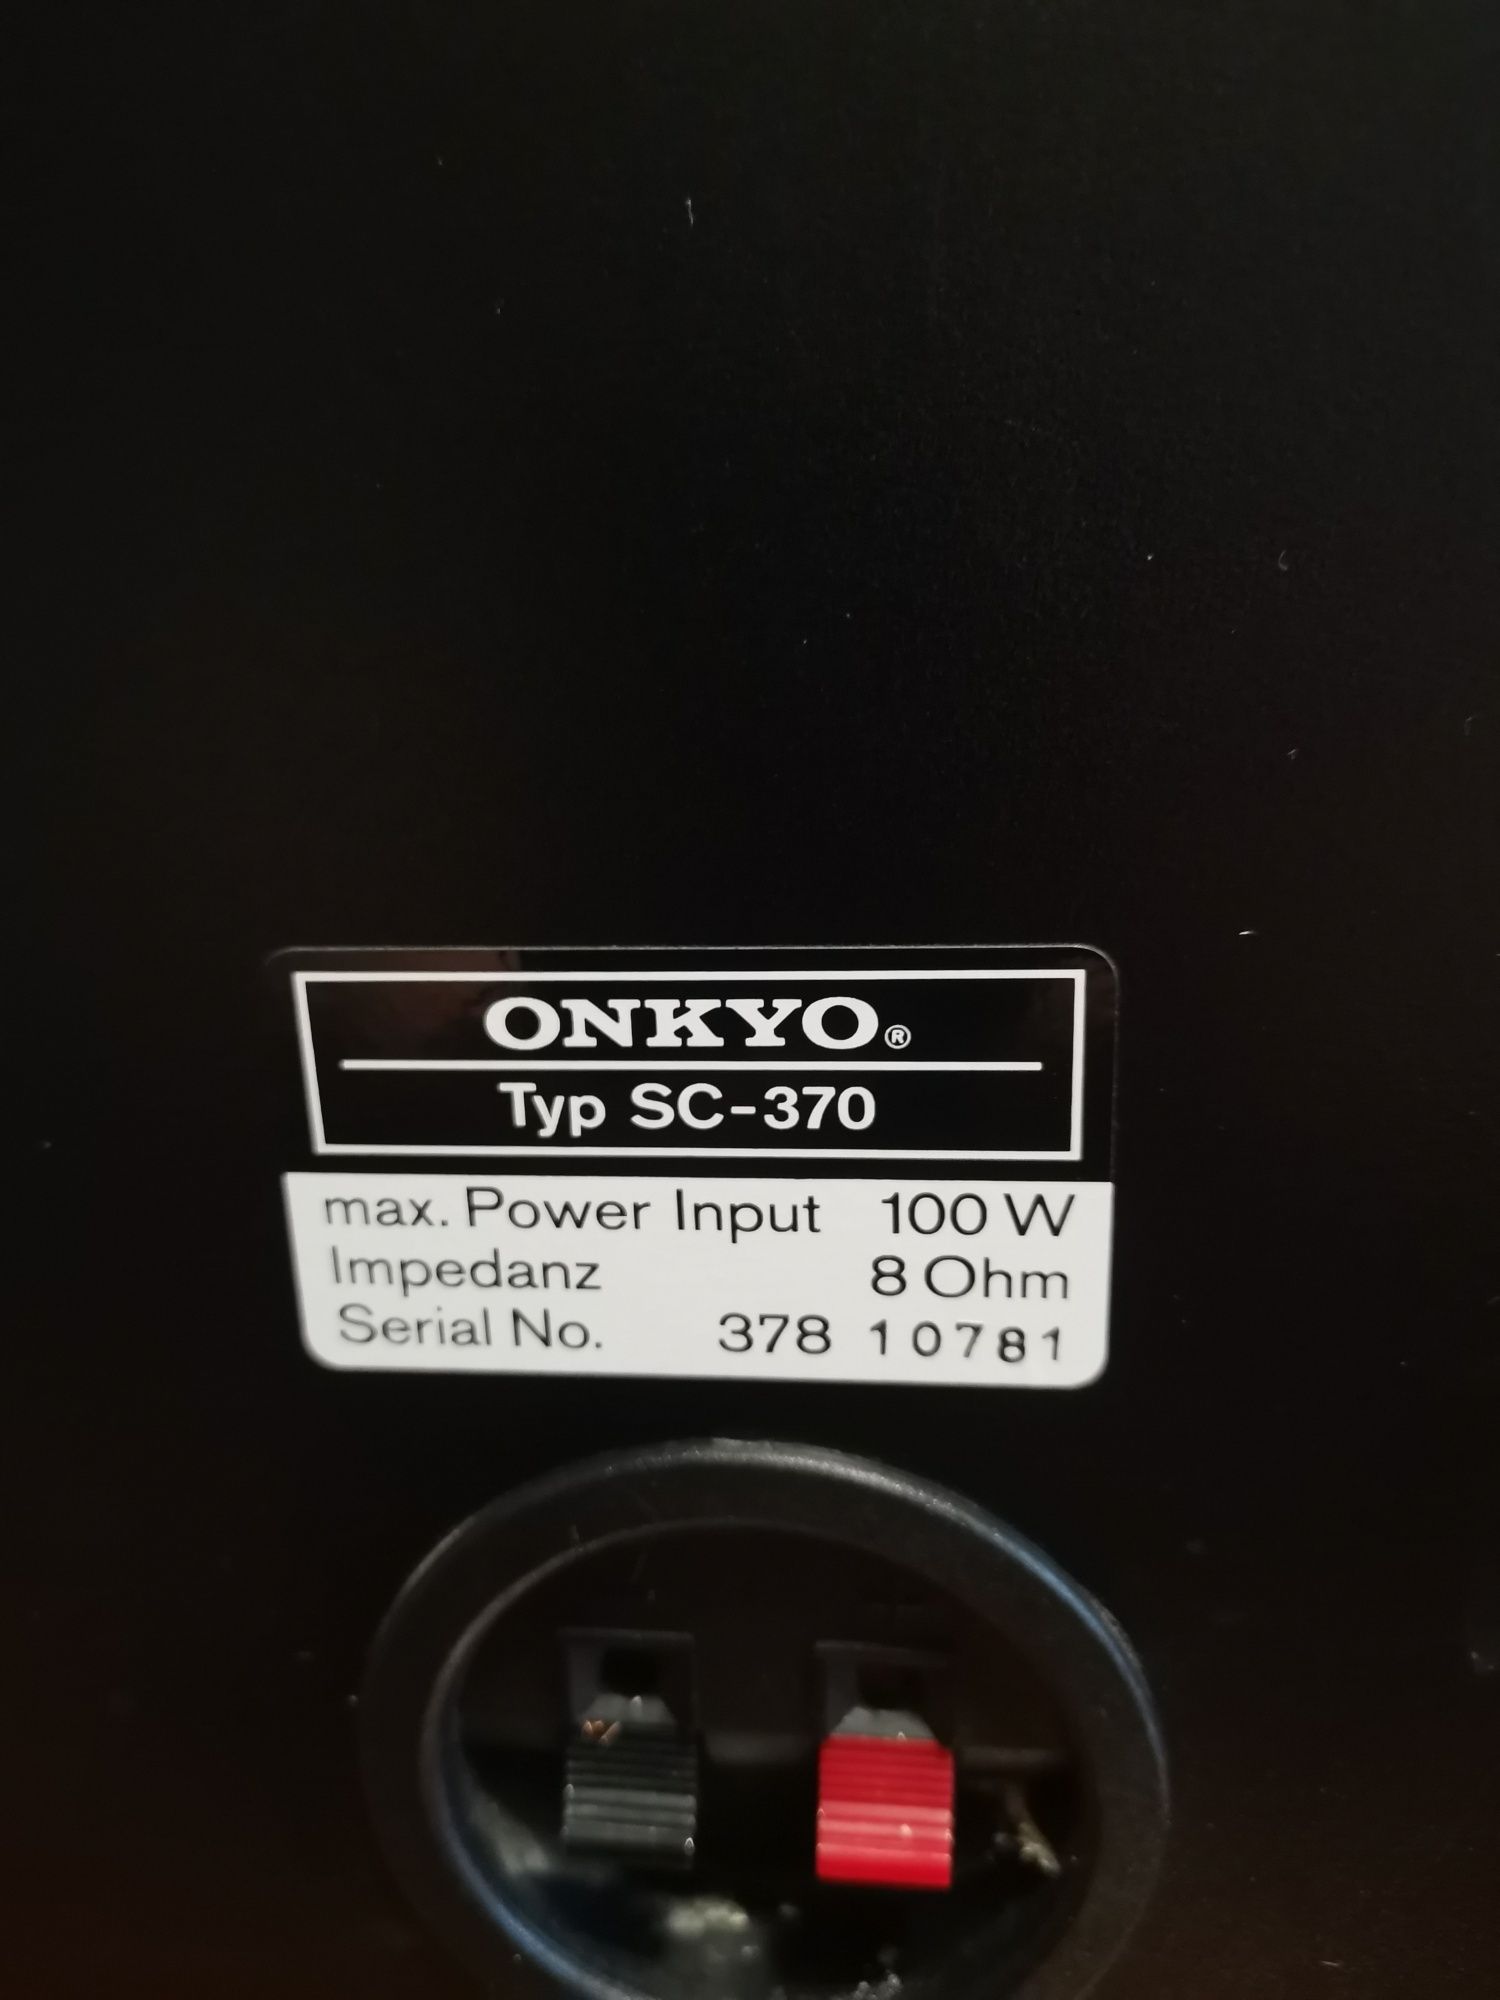 ONKYO®
Typ SC-370
max. Power Input 100 W
Impedanz 8 Ohm
Serial No. 378 10781